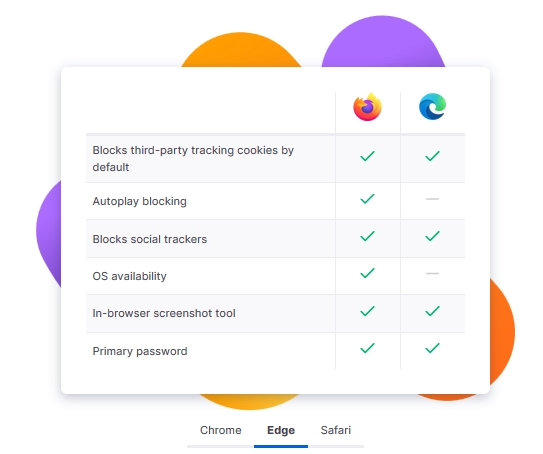 Blocks third-party tracking cookies by
default
Autoplay blocking
Blocks social trackers
OS availability
In-browser screenshot tool
Primary password
Chrome Edge Safari